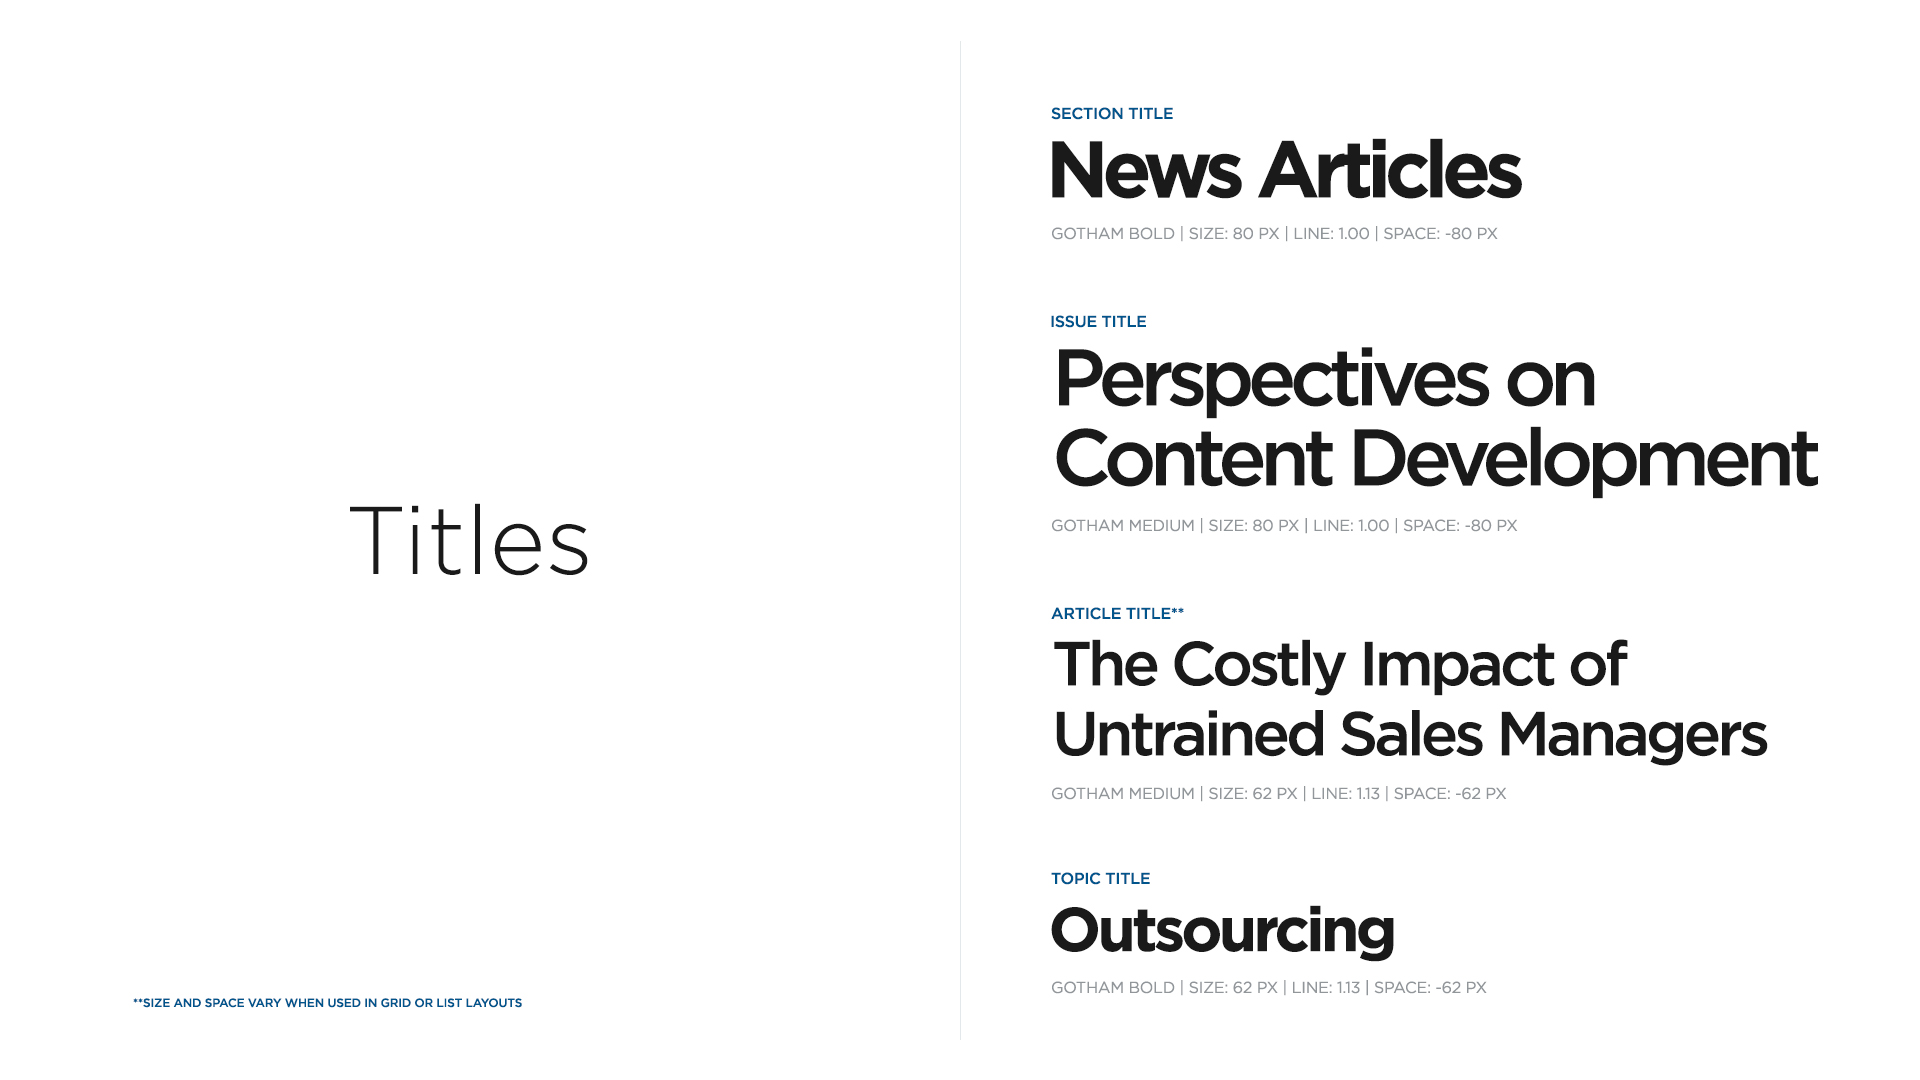 Titles
**SIZE AND SPACE VARY WHEN USED IN GRID OR LIST LAYOUTS
SECTION TITLE
News Articles
GOTHAM BOLD | SIZE: 80 PX | LINE: 1.00 | SPACE: -80 PX
ISSUE TITLE
Perspectives on
Content Development
GOTHAM MEDIUM | SIZE: 80 PX | LINE: 1.00 | SPACE: -80 PX
ARTICLE TITLE**
The Costly Impact of
Untrained Sales Managers
GOTHAM MEDIUM | SIZE: 62 PX | LINE: 1.13 | SPACE: -62 PX
TOPIC TITLE
Outsourcing
GOTHAM BOLD | SIZE: 62 PX | LINE: 1.13 | SPACE: -62 PX